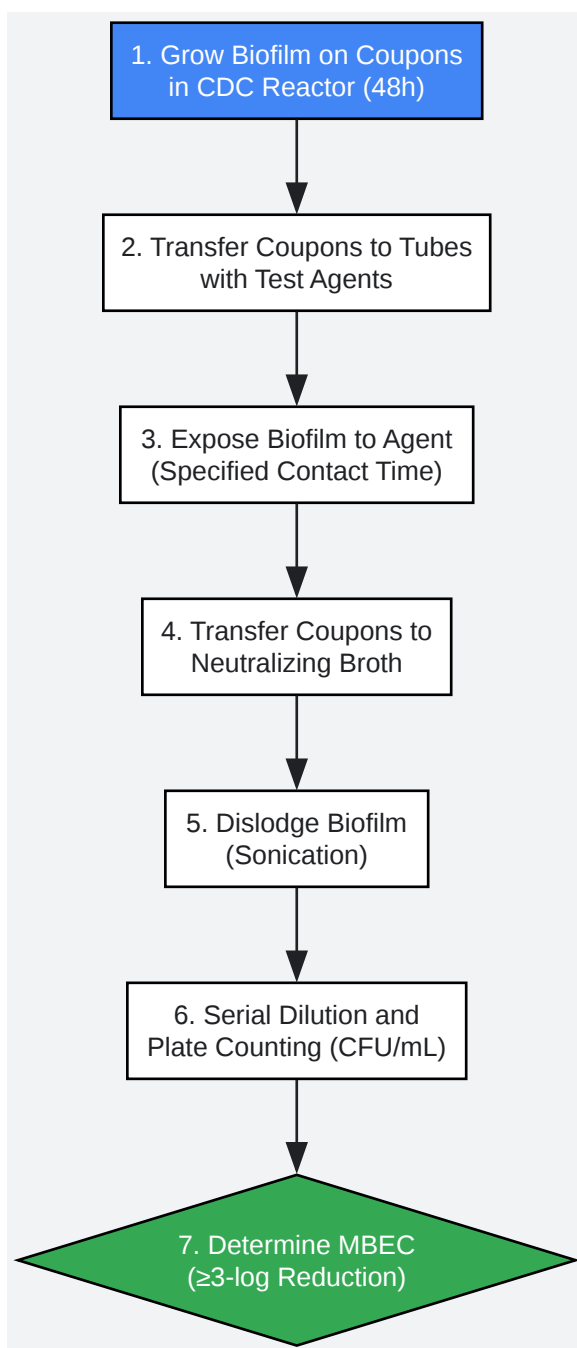 1. Grow Biofilm on Coupons
in CDC Reactor (48h)
2. Transfer Coupons to Tubes
with Test Agents
3. Expose Biofilm to Agent
(Specified Contact Time)
4. Transfer Coupons to
Neutralizing Broth
5. Dislodge Biofilm
(Sonication)
6. Serial Dilution and
Plate Counting (CFU/mL)
7. Determine MBEC
(≥3-log Reduction)